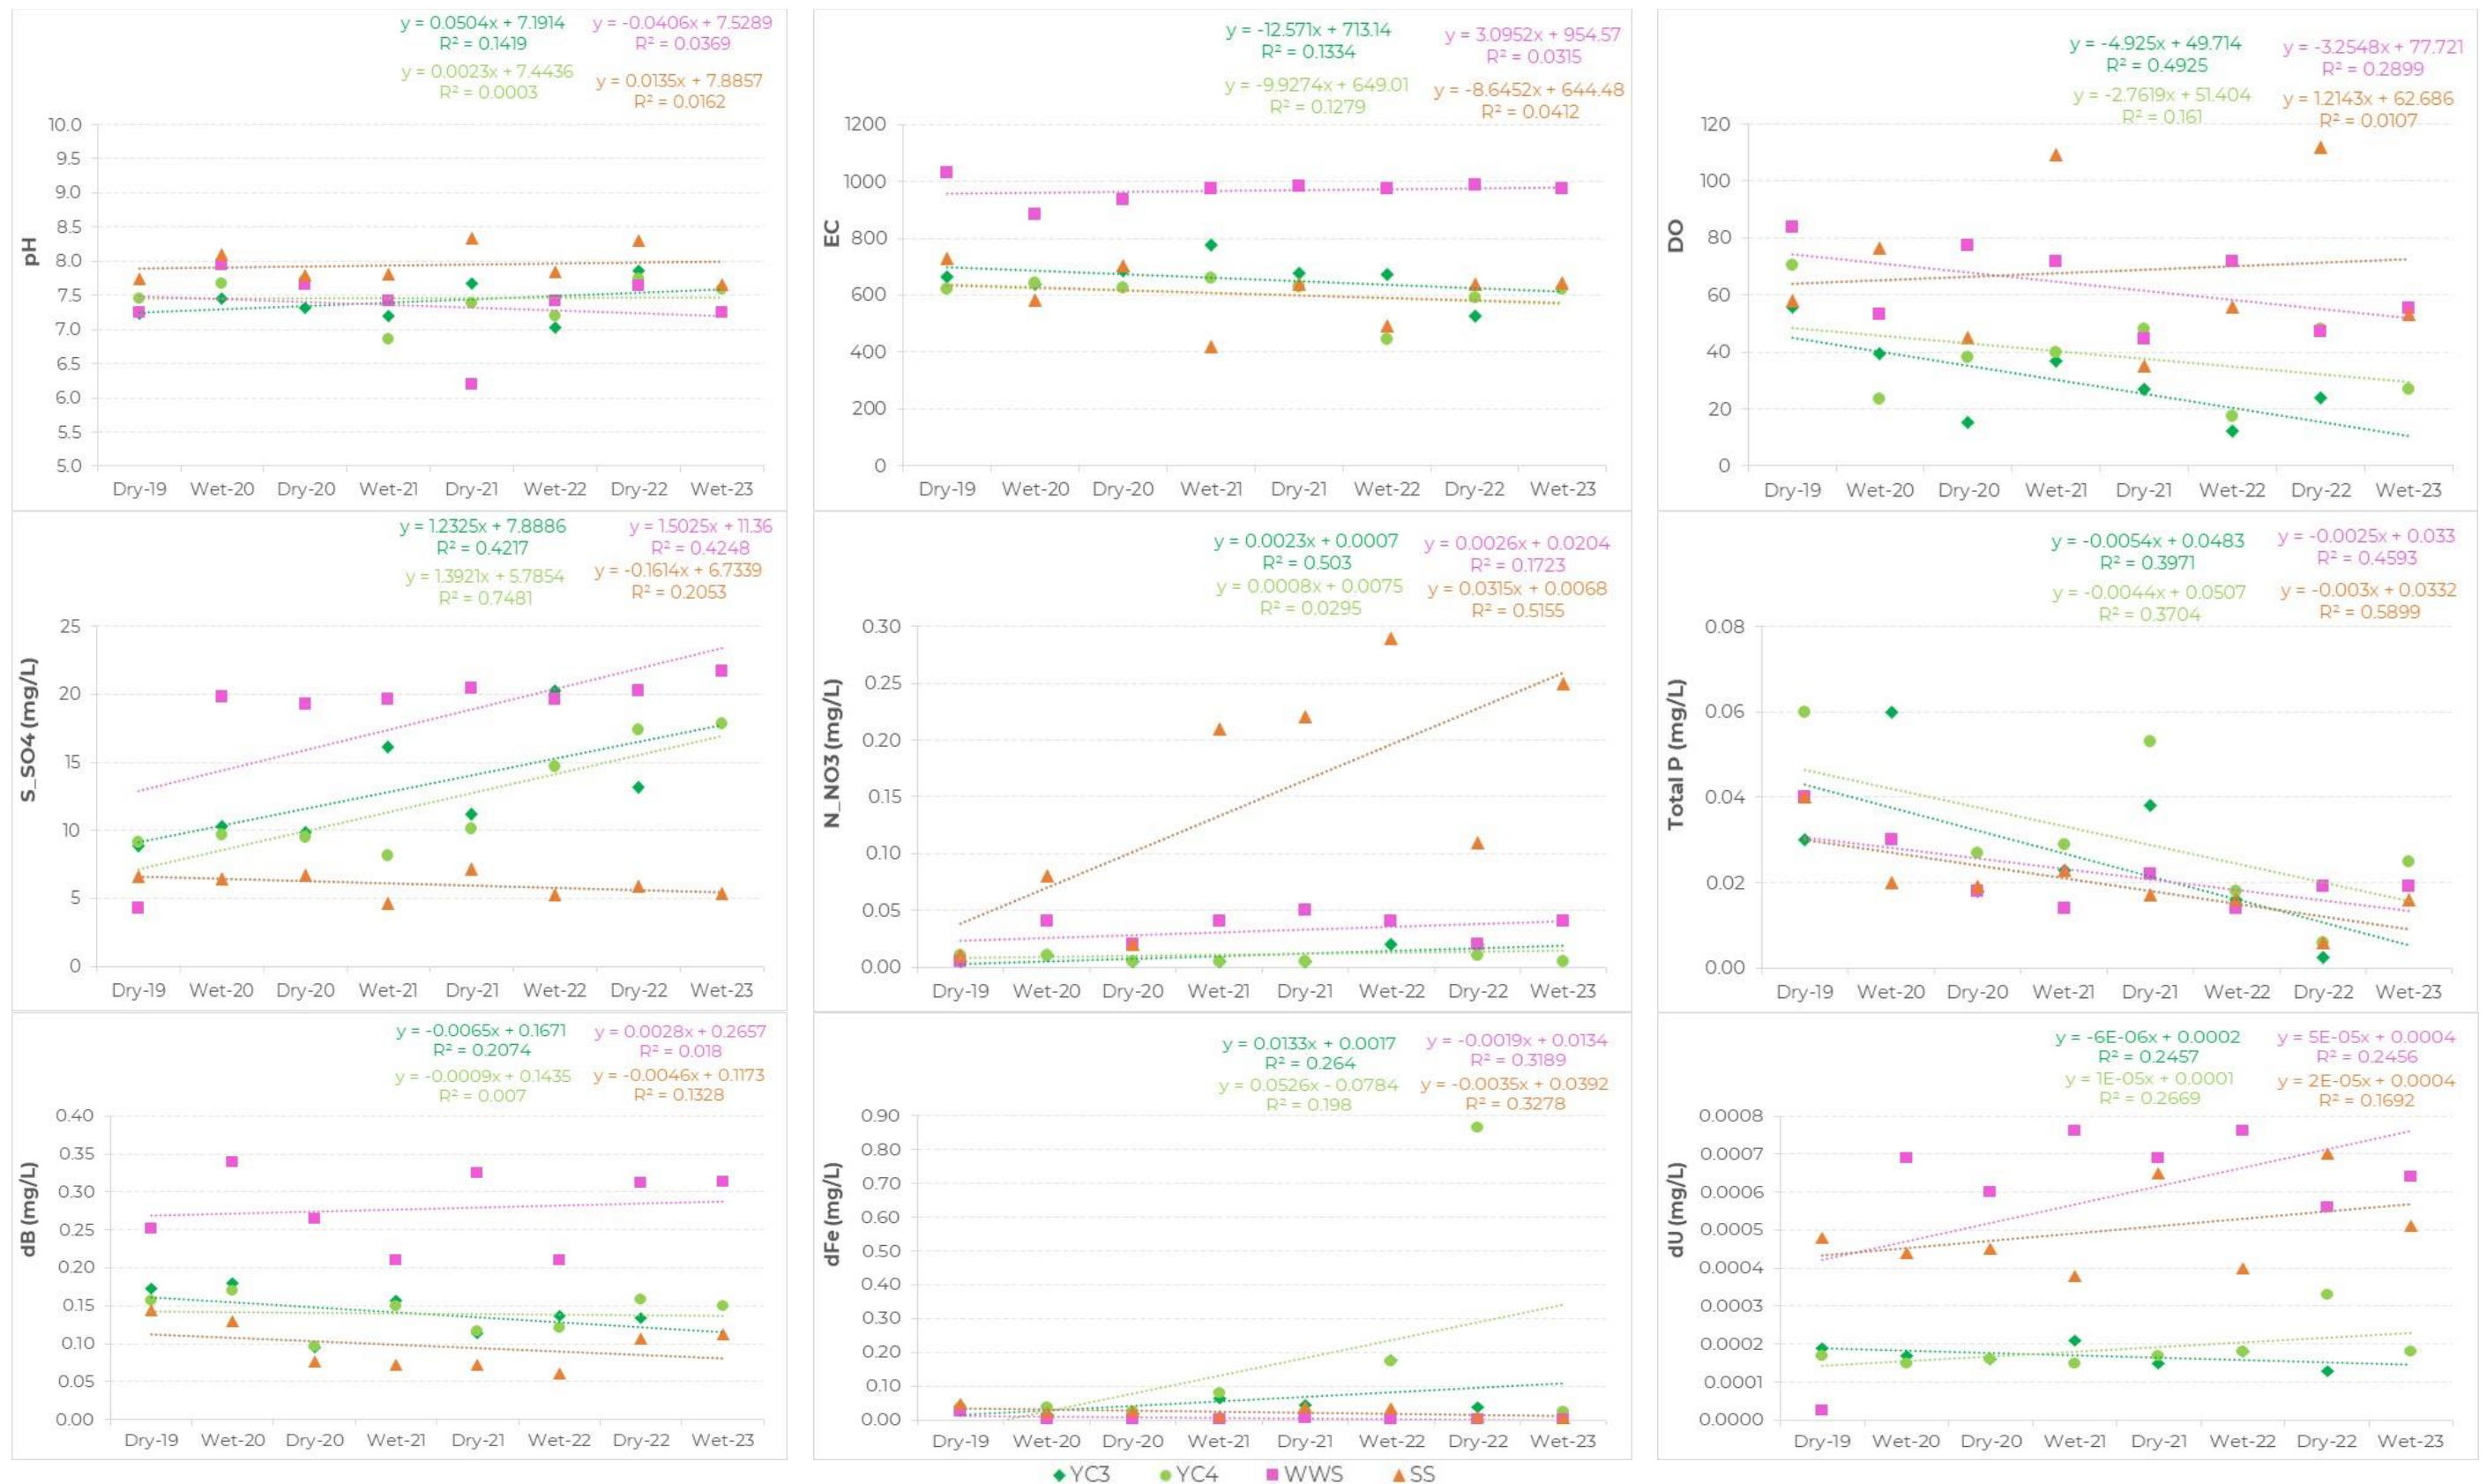 y = 0.0504x + 7.1914
R² = 0.1419
y = -0.0406x + 7.5289
R² = 0.0369
y = 0.0023x + 7.4436
R² = 0.0003
y = 0.0135x + 7.8857
R² = 0.0162
pH
10.0
9.5
9.0
8.5
8.0
7.5
7.0
6.5
6.0
5.5
5.0
Dry-19 Wet-20 Dry-20 Wet-21 Dry-21 Wet-22 Dry-22 Wet-23
y = -12.571x + 713.14
R² = 0.1334
y = 3.0952x + 954.57
R² = 0.0315
y = -9.9274x + 649.01
R² = 0.1279
y = -8.6452x + 644.48
R² = 0.0412
EC
1200
1000
800
600
400
200
0
Dry-19 Wet-20 Dry-20 Wet-21 Dry-21 Wet-22 Dry-22 Wet-23
y = -4.925x + 49.714
R² = 0.4925
y = -3.2548x + 77.721
R² = 0.2899
y = -2.7619x + 51.404
R² = 0.161
y = 1.2143x + 62.686
R² = 0.0107
DO
120
100
80
60
40
20
0
Dry-19 Wet-20 Dry-20 Wet-21 Dry-21 Wet-22 Dry-22 Wet-23
y = 1.2325x + 7.8886
R² = 0.4217
y = 1.5025x + 11.36
R² = 0.4248
y = 1.3921x + 5.7854
R² = 0.7481
y = -0.1614x + 6.7339
R² = 0.2053
S_SO4 (mg/L)
25
20
15
10
5
0
Dry-19 Wet-20 Dry-20 Wet-21 Dry-21 Wet-22 Dry-22 Wet-23
y = 0.0023x + 0.0007
R² = 0.503
y = 0.0026x + 0.0204
R² = 0.1723
y = 0.0008x + 0.0075
R² = 0.0295
y = 0.0315x + 0.0068
R² = 0.5155
N_NO3 (mg/L)
0.30
0.25
0.20
0.15
0.10
0.05
0.00
Dry-19 Wet-20 Dry-20 Wet-21 Dry-21 Wet-22 Dry-22 Wet-23
y = -0.0054x + 0.0483
R² = 0.3971
y = -0.0025x + 0.033
R² = 0.4593
y = -0.0044x + 0.0507
R² = 0.3704
y = -0.003x + 0.0332
R² = 0.5899
Total P (mg/L)
0.08
0.06
0.04
0.02
0.00
Dry-19 Wet-20 Dry-20 Wet-21 Dry-21 Wet-22 Dry-22 Wet-23
y = -0.0065x + 0.1671
R² = 0.2074
y = 0.0028x + 0.2657
R² = 0.018
y = -0.0009x + 0.1435
R² = 0.007
y = -0.0046x + 0.1173
R² = 0.1328
dB (mg/L)
0.40
0.35
0.30
0.25
0.20
0.15
0.10
0.05
0.00
Dry-19 Wet-20 Dry-20 Wet-21 Dry-21 Wet-22 Dry-22 Wet-23
y = 0.0133x + 0.0017
R² = 0.264
y = -0.0019x + 0.0134
R² = 0.3189
y = 0.0526x - 0.0784
R² = 0.198
y = -0.0035x + 0.0392
R² = 0.3278
dFe (mg/L)
0.90
0.80
0.70
0.60
0.50
0.40
0.30
0.20
0.10
0.00
Dry-19 Wet-20 Dry-20 Wet-21 Dry-21 Wet-22 Dry-22 Wet-23
y = -6E-06x + 0.0002
R² = 0.2457
y = 5E-05x + 0.0004
R² = 0.2456
y = 1E-05x + 0.0001
R² = 0.2669
y = 2E-05x + 0.0004
R² = 0.1692
dU (mg/L)
0.0008
0.0007
0.0006
0.0005
0.0004
0.0003
0.0002
0.0001
0.0000
Dry-19 Wet-20 Dry-20 Wet-21 Dry-21 Wet-22 Dry-22 Wet-23
YC3 YC4 WWS SS